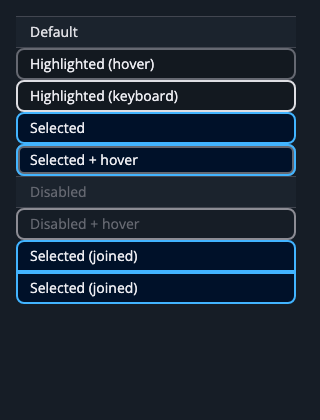 Default
Highlighted (hover)
Highlighted (keyboard)
Selected
Selected + hover
Disabled
Disabled + hover
Selected (joined)
Selected (joined)